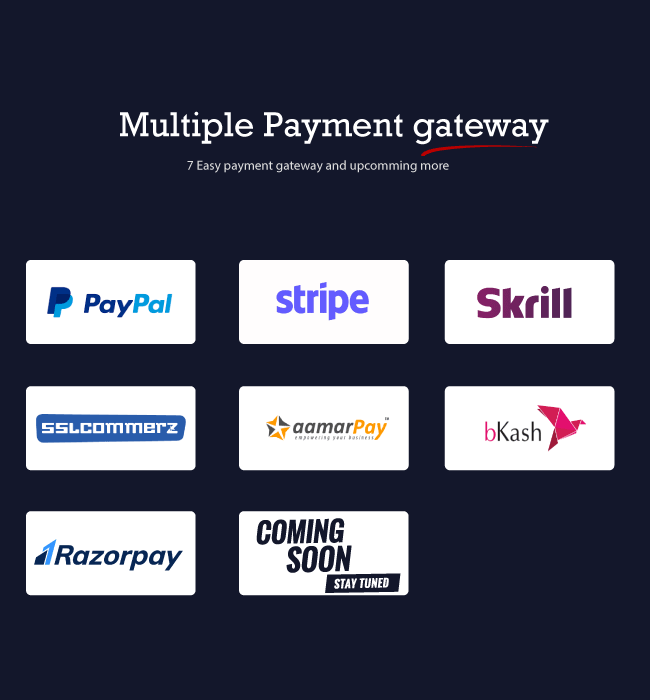 Multiple Payment gateway
7 Easy payment gateway and upcomming more
PayPal
stripe
Skrill
SSLCOMMERZ
aamarPay
empowering your business
bKash
Razorpay
COMING
SOON
STAY TUNED